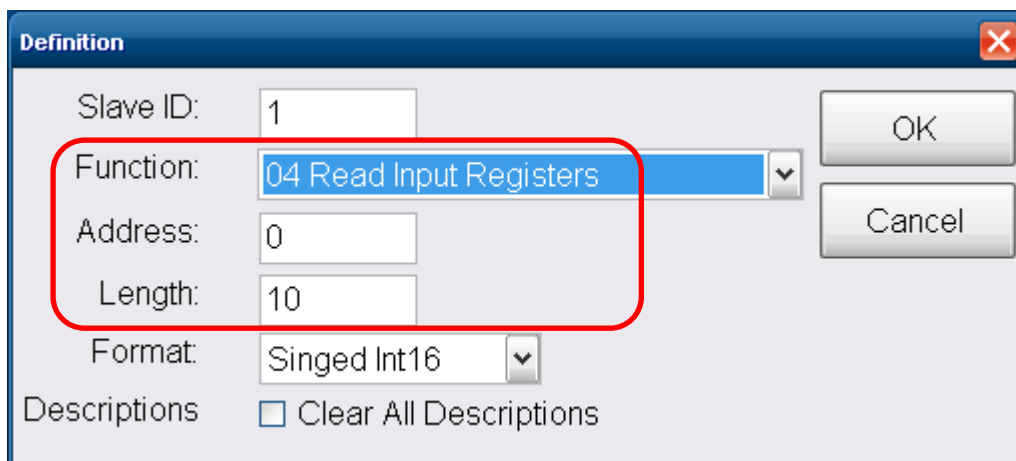 Definition
Slave ID: 1
OK
Function: 04 Read Input Registers
Address: 0
Cancel
Length: 10
Format: Singed Int16
Descriptions Clear All Descriptions